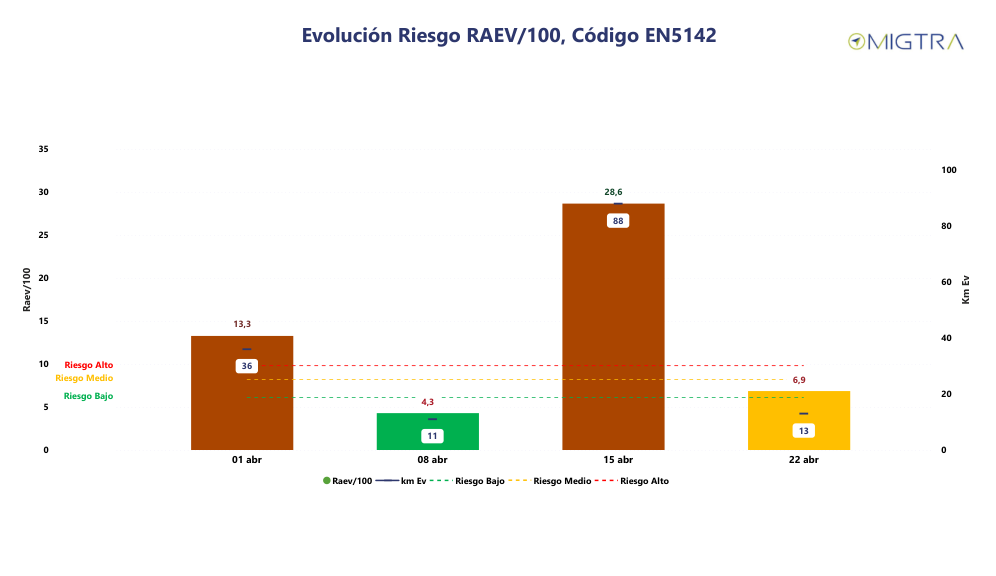 Evolución Riesgo RAEV/100, Código EN5142
MIGTRA
35
30
25
20
15
10
5
0
Raev/100
Riesgo Alto
Riesgo Medio
Riesgo Bajo
13,3
36
4,3
11
28,6
88
6,9
13
100
80
60
40
20
0
Km Ev
01 abr
08 abr
15 abr
22 abr
Raev/100 km Ev Riesgo Bajo Riesgo Medio Riesgo Alto